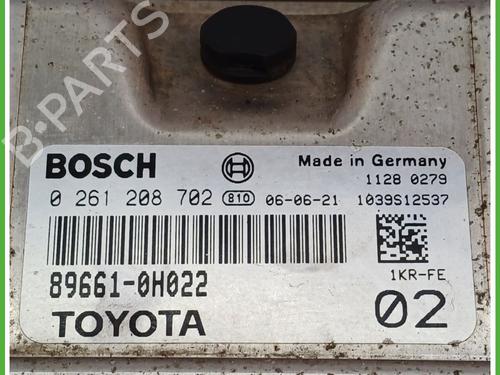 B-PARTS
BOSCH
Made in Germany
1128 0279
0 261 208 702 810 06-06-21 1039S12537
1KR-FE
89661-0H022
TOYOTA
02